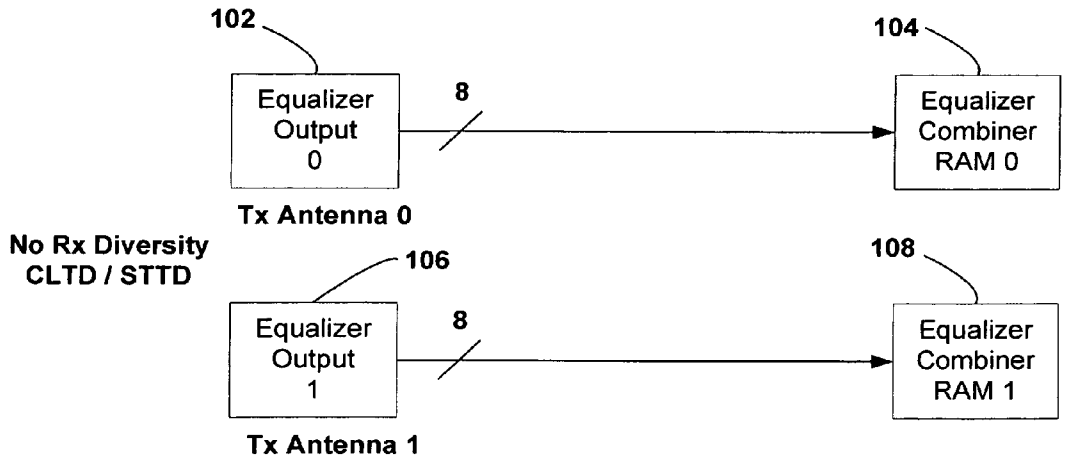 102
104
Equalizer
Output
0
8
Equalizer
Combiner
RAM 0
Tx Antenna 0
No Rx Diversity
CLTD / STTD
106
108
Equalizer
Output
1
8
Equalizer
Combiner
RAM 1
Tx Antenna 1